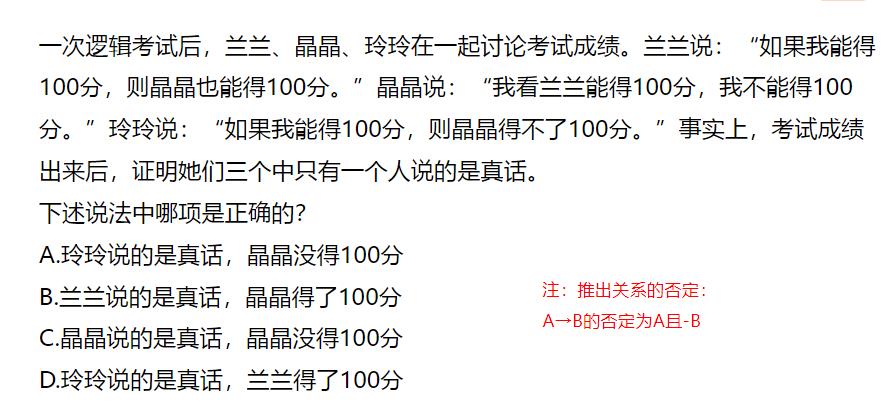 一次逻辑考试后，兰兰、晶晶、玲玲在一起讨论考试成绩。兰兰说：“如果我能得
100分，则晶晶也能得100分。”晶晶说：“我看兰兰能得100分，我不能得100
分。”玲玲说：“如果我能得100分，则晶晶得不了100分。”事实上，考试成绩
出来后，证明她们三个中只有一个人说的是真话。
下述说法中哪项是正确的?
A.玲玲说的是真话，晶晶没得100分
B.兰兰说的是真话，晶晶得了100分
C.晶晶说的是真话，晶晶没得100分
D.玲玲说的是真话，兰兰得了100分
注：推出关系的否定：
A→B的否定为A且-B